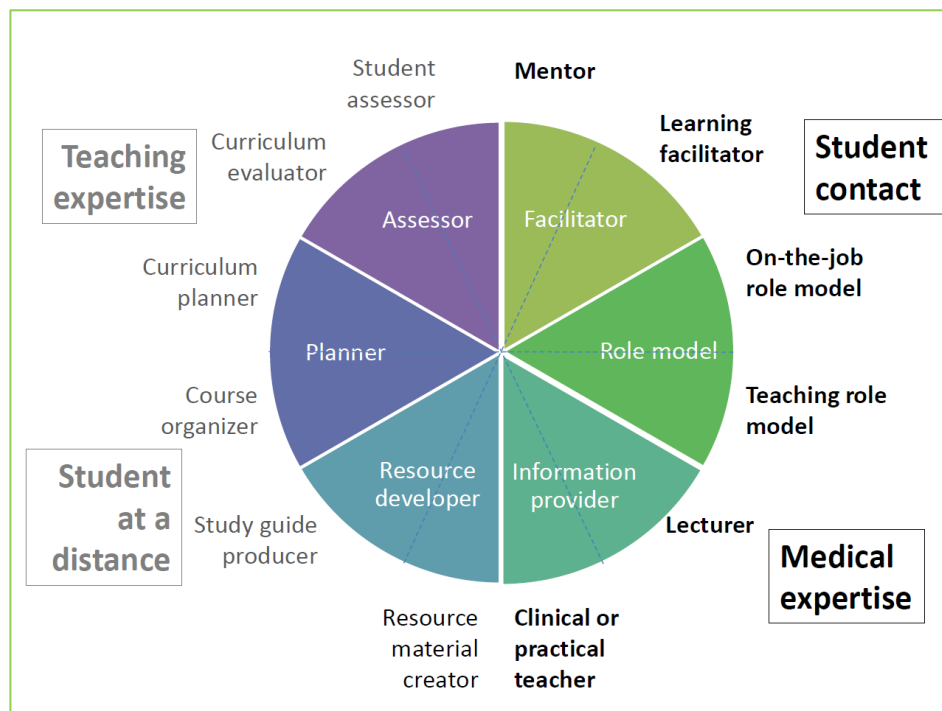 Student
assessor
Mentor
Curriculum
evaluator
Learning
facilitator
Teaching
expertise
Student
contact
Assessor
Facilitator
Curriculum
planner
On-the-job
role model
Planner
Role model
Course
organizer
Teaching role
model
Resource
developer
Information
provider
Student
at a
distance
Study guide
producer
Lecturer
Medical
expertise
Resource
material
creator
Clinical or
practical
teacher